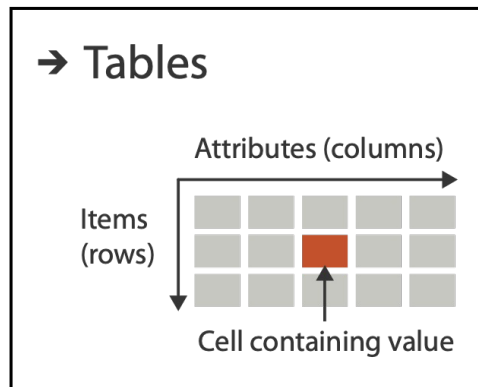 → Tables
Attributes (columns)
Items
(rows)
Cell containing value